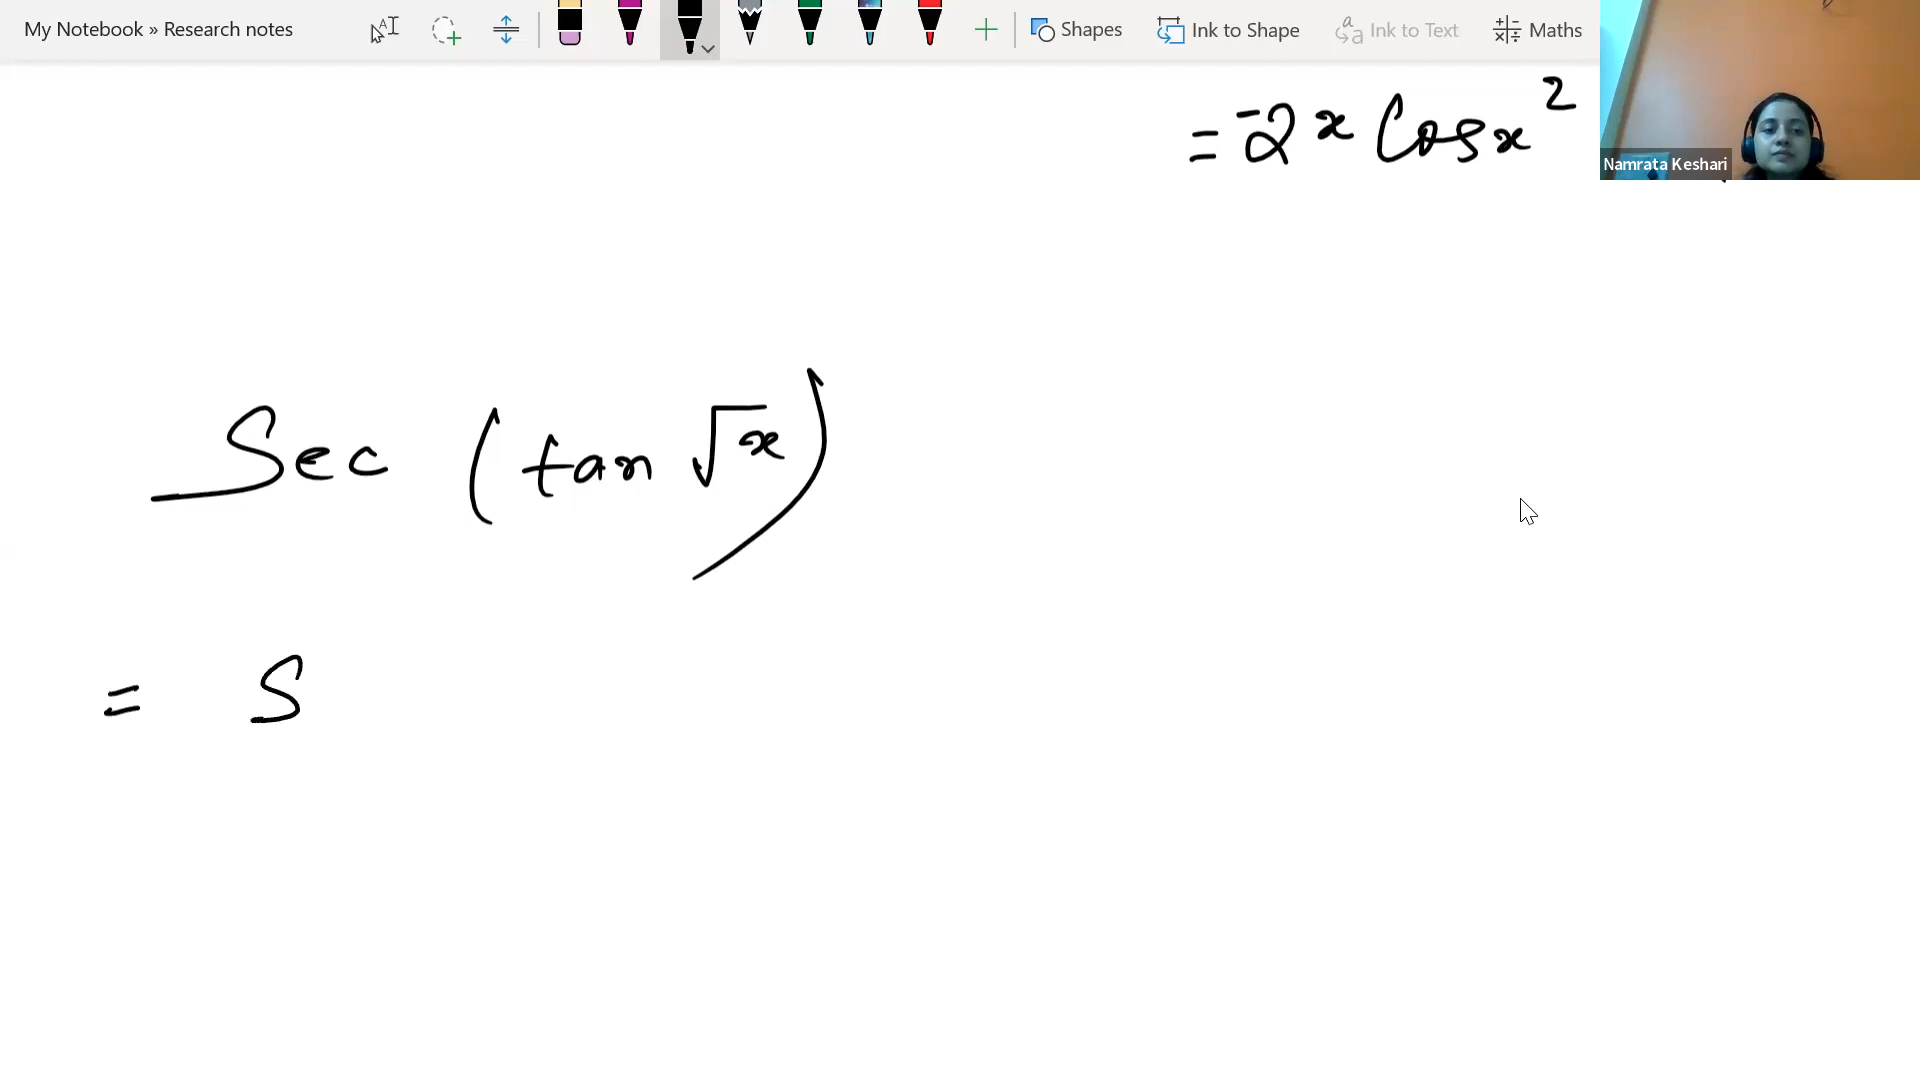 My Notebook » Research notes Shapes Ink to Shape Ink to Text Maths
= -2x Cosx²
Namrata Keshari
Sec (tan √x)
= S